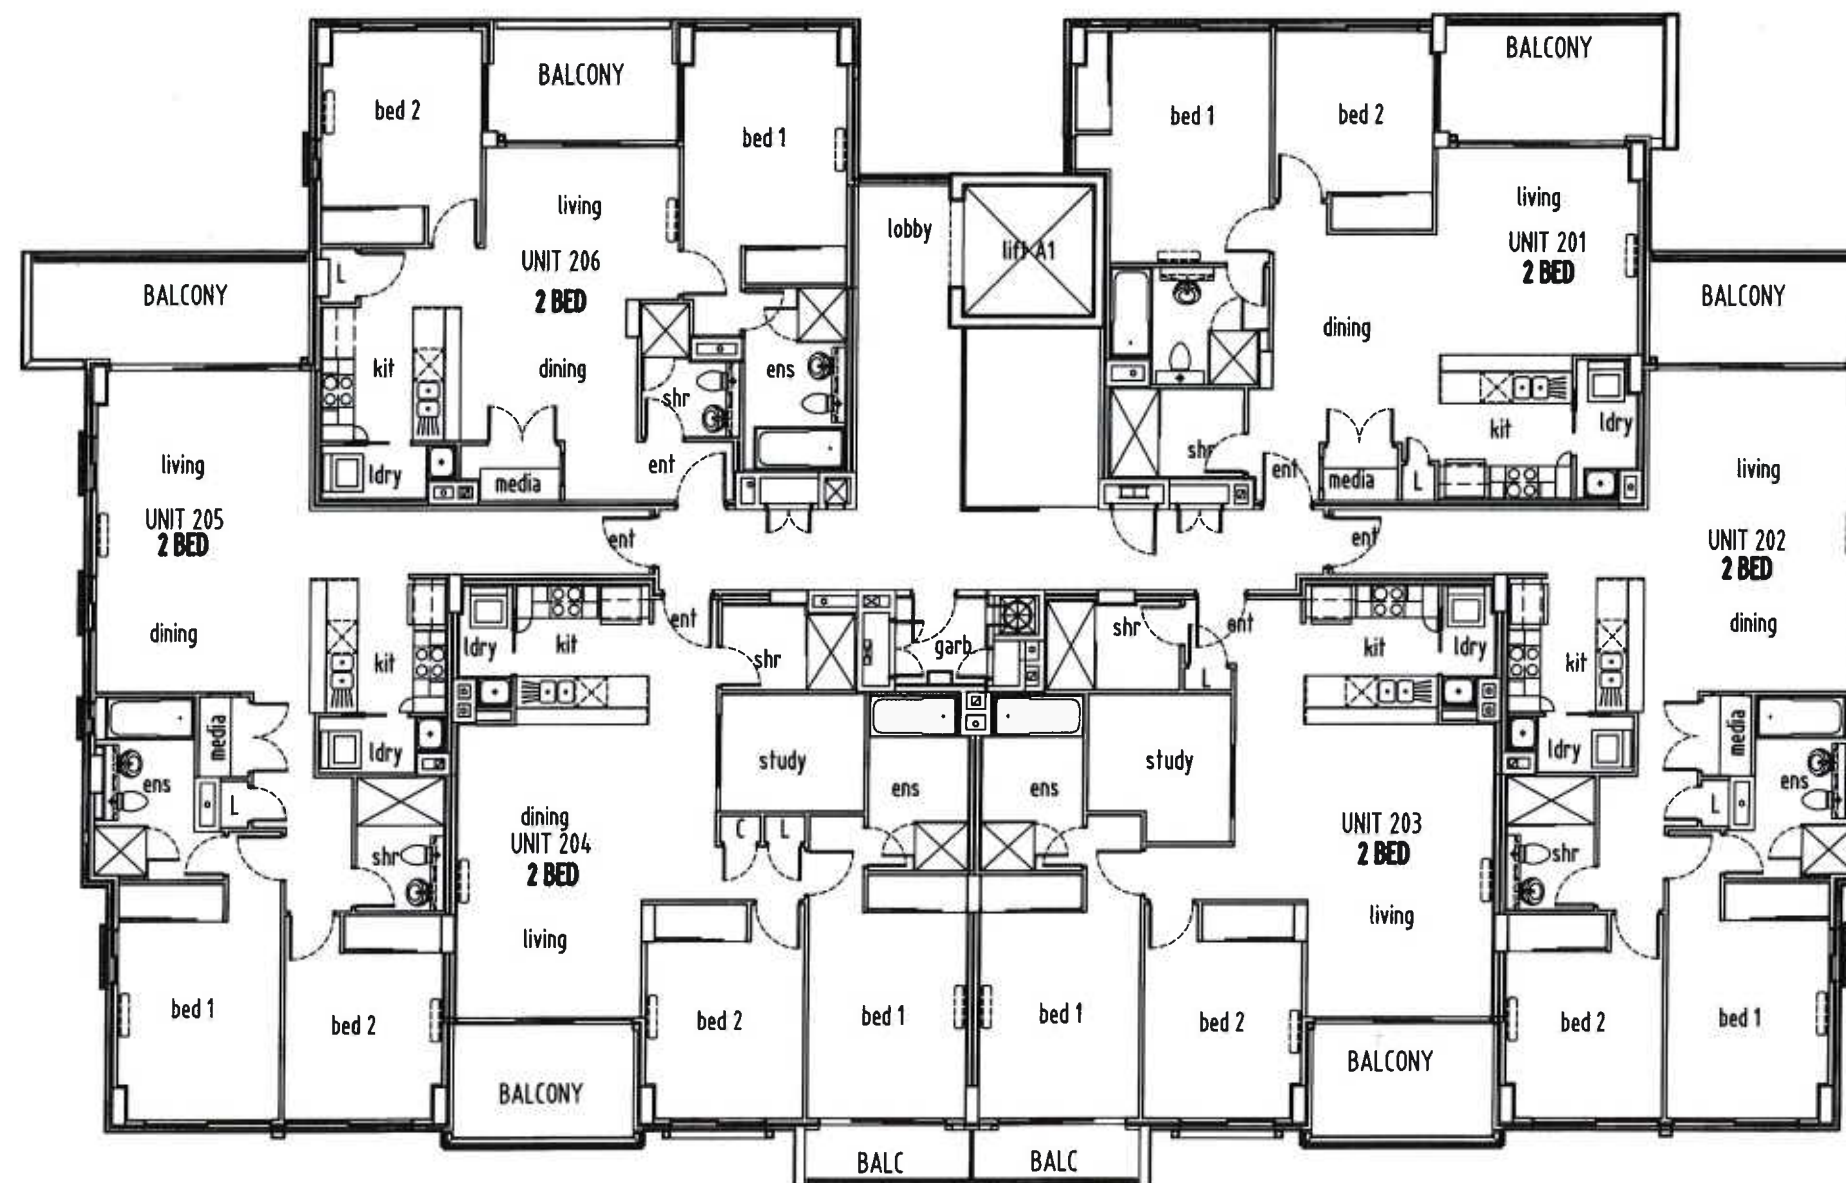 BALCONY
bed 2
bed 1
living
UNIT 206
2 BED
L
kit
dining
shr
ens
ldry
media
ent
lobby
lift A1
BALCONY
bed 1
bed 2
living
UNIT 201
2 BED
dining
kit
ldry
shr
ent
media
L
BALCONY
living
UNIT 205
2 BED
dining
ent
kit
ldry
media
ens
L
shr
bed 1
bed 2
ent
ldry
kit
shr
study
ens
dining
UNIT 204
2 BED
living
C
L
bed 2
bed 1
BALCONY
BALC
garb
shr
ent
L
kit
ldry
study
ens
UNIT 203
2 BED
living
bed 1
bed 2
BALCONY
BALC
BALCONY
living
UNIT 202
2 BED
dining
ent
kit
ldry
media
ens
L
shr
bed 2
bed 1